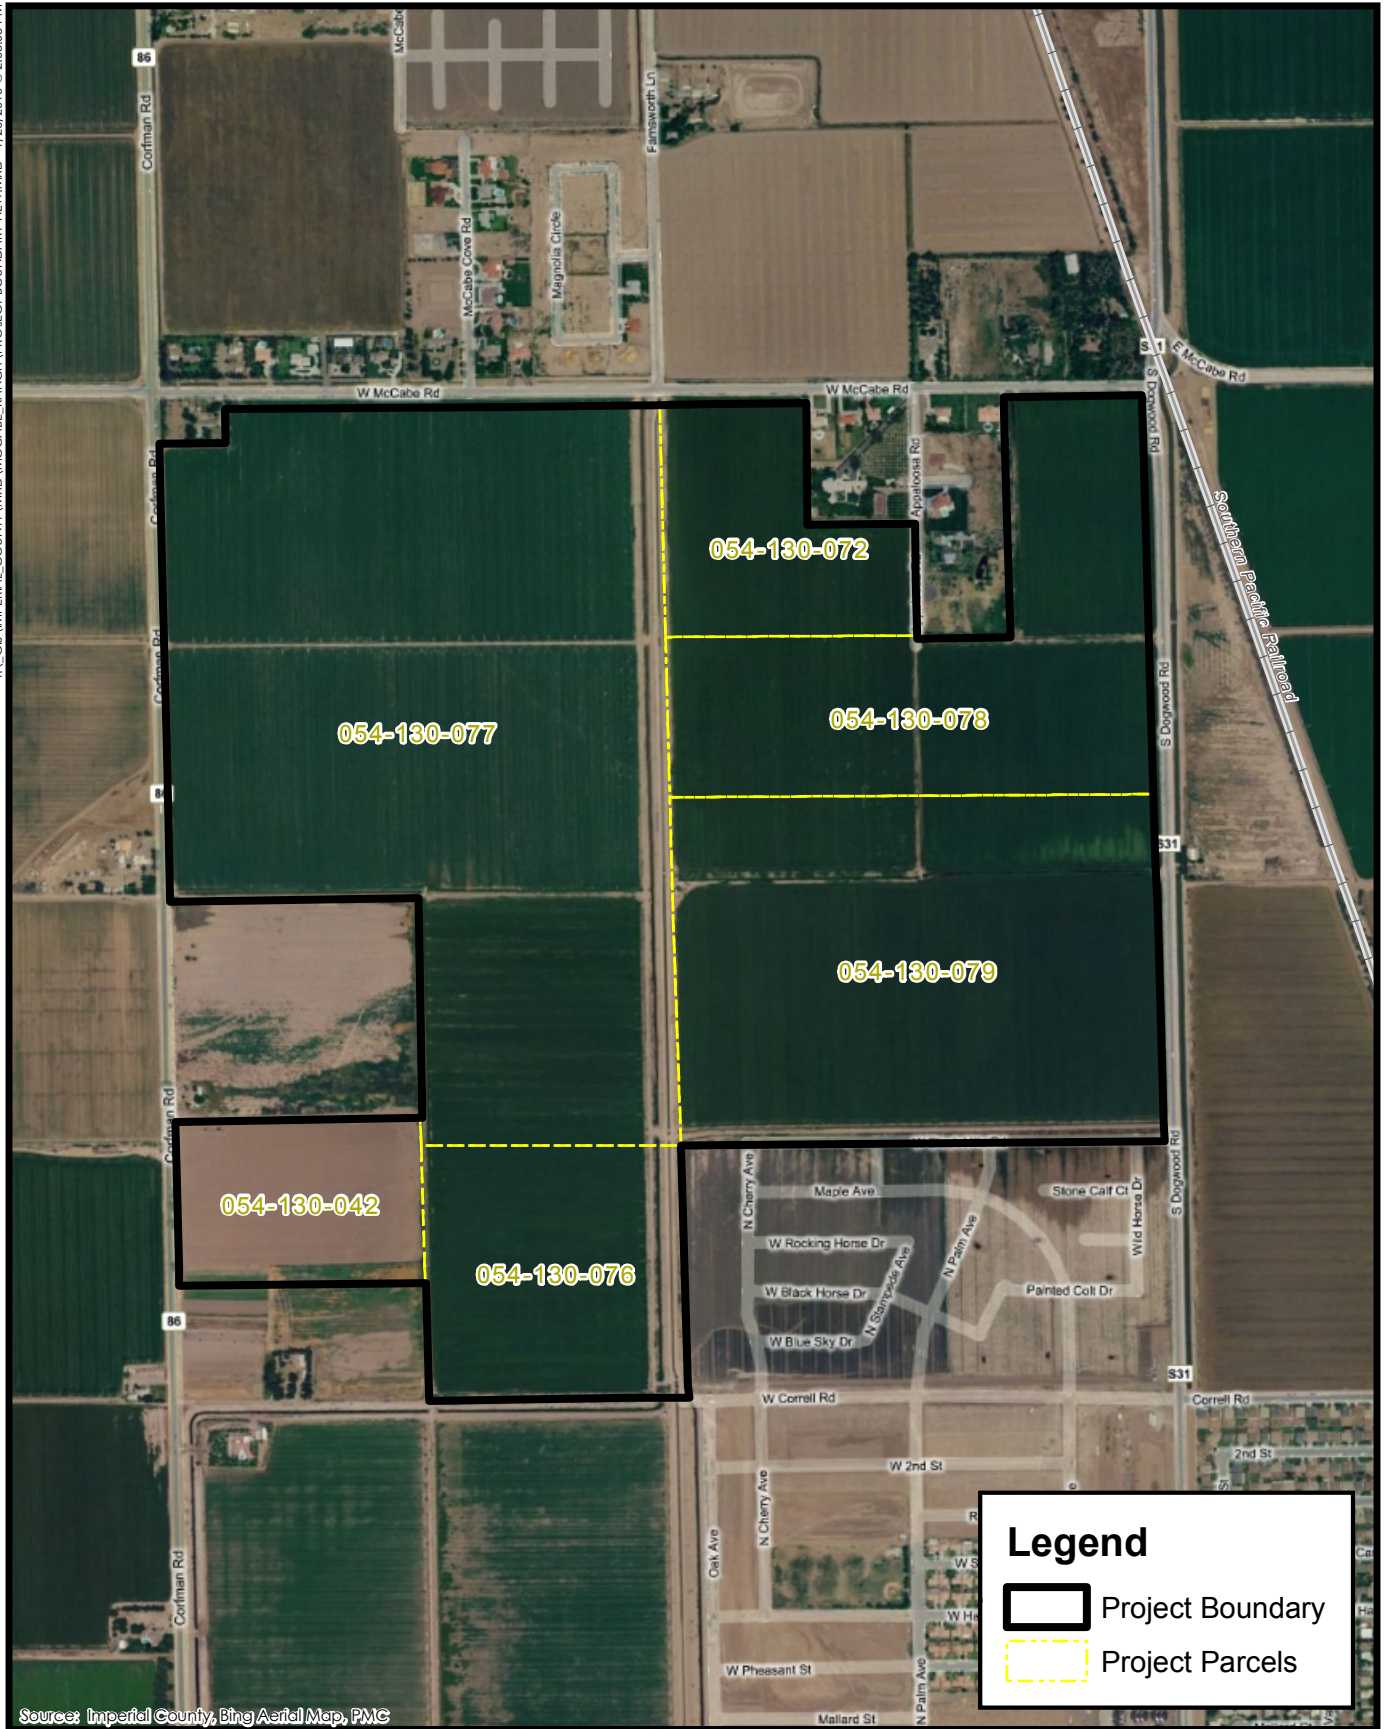 86
Corfman Rd
McCabe
Farnsworth Ln
McCabe Cove Rd
Magnolia Circle
W McCabe Rd
W McCabe Rd
S Dogwood Rd
E McCabe Rd
Appaloosa Rd
Corfman Rd
Southern Pacific Railroad
054-130-072
Corfman Rd
054-130-077
054-130-078
S Dogwood Rd
S31
054-130-079
Corfman Rd
054-130-042
054-130-076
N Cherry Ave
Maple Ave
Stone Calf Ct
Wild Horse Dr
S Dogwood Rd
W Rocking Horse Dr
N Palm Ave
W Black Horse Dr
N Stampede Ave
Painted Colt Dr
86
W Blue Sky Dr
S31
W Correll Rd
Correll Rd
W 2nd St
2nd St
St
N Cherry Ave
Oak Ave
Corfman Rd
W Pheasant St
N Palm Ave
Mallard St
Legend
Project Boundary
Project Parcels
Source: Imperial County, Bing Aerial Map, PMC